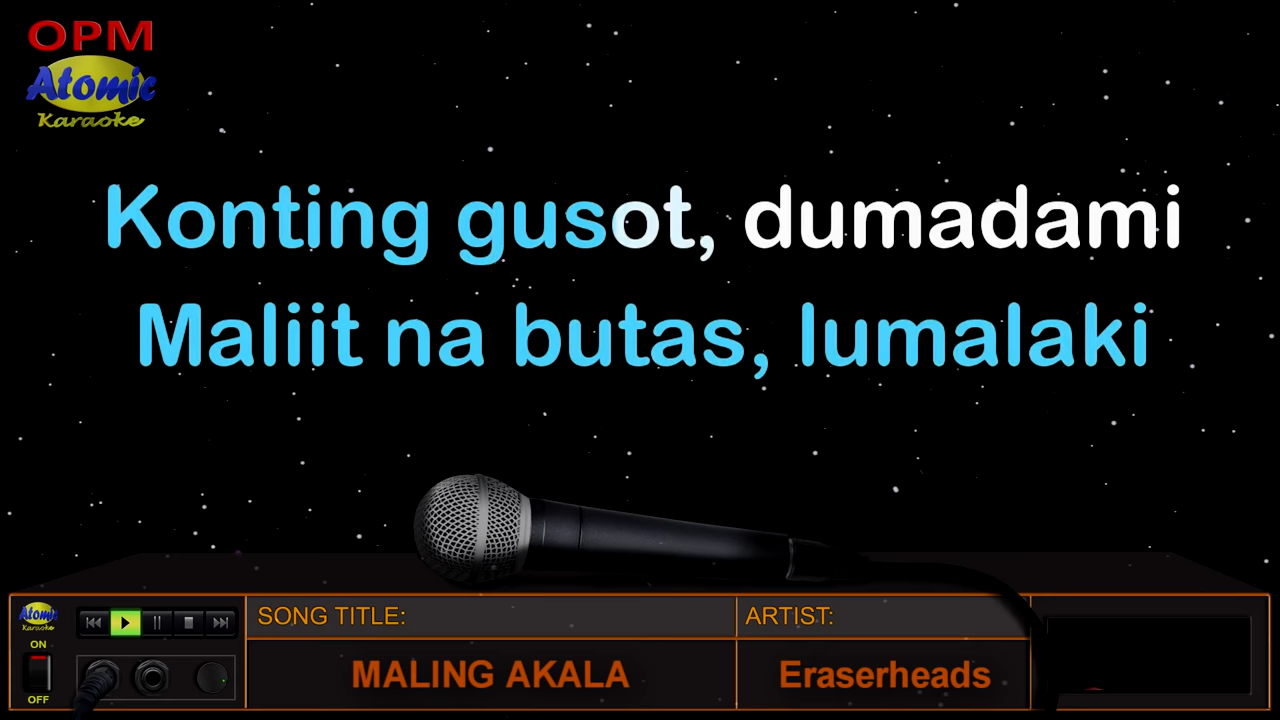 OPM
Atomic
Karaoke
Konting gusot, dumadami
Maliit na butas, lumalaki
Atomic
Karaoke
ON
OFF
SONG TITLE:
ARTIST:
MALING AKALA
Eraserheads